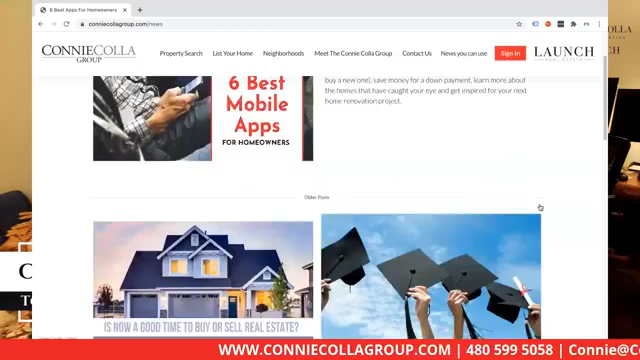 6 Best Apps For Homeowners
conniecollagroup.com/news
CONNIE COLLA
GROUP
Property Search
List Your Home
Neighborhoods
Meet The Connie Colla Group
Contact Us
News you can use
Sign In
LAUNCH
REAL ESTATE
6 Best
Mobile
Apps
FOR HOMEOWNERS
buy a new one), save money for a down payment, learn more about
the homes that have caught your eye and get inspired for your next
home renovation project.
Older Posts
IS NOW A GOOD TIME TO BUY OR SELL REAL ESTATE?
WWW.CONNIECOLLAGROUP.COM | 480 599 5058 | Connie@C